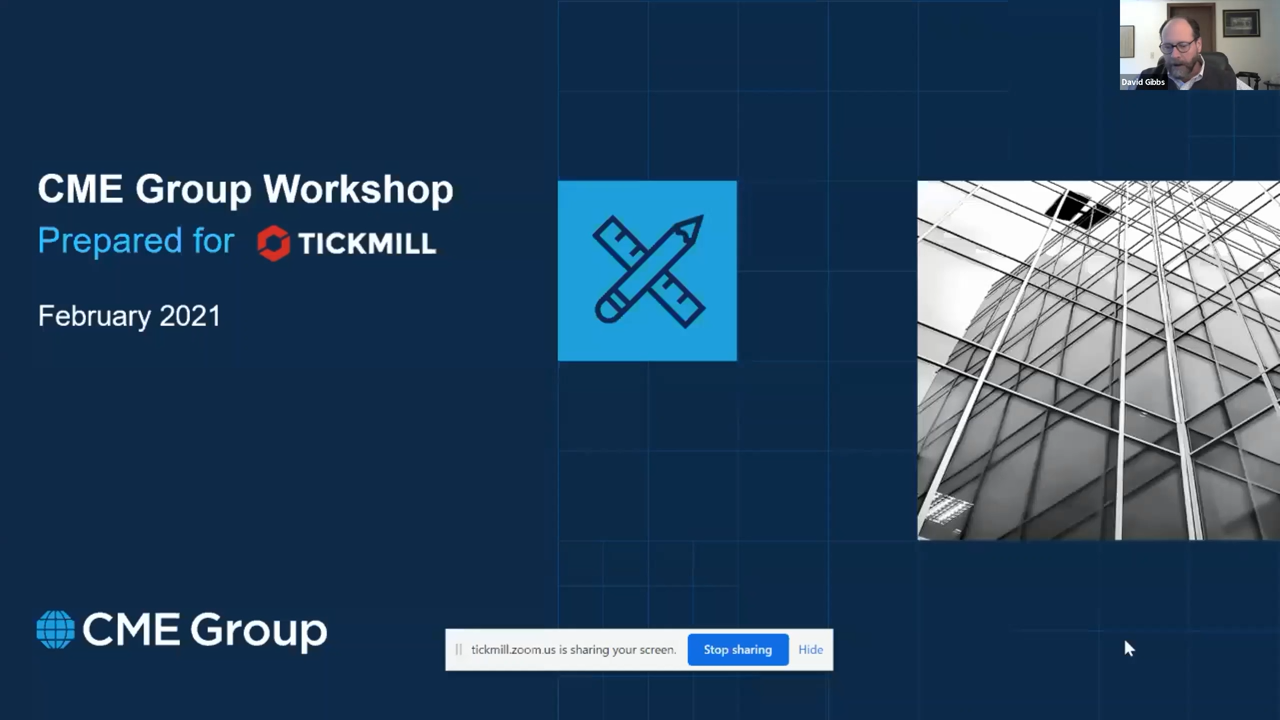 David Gibbs
CME Group Workshop
Prepared for TICKMILL
February 2021
CME Group
tickmill.zoom.us is sharing your screen. Stop sharing Hide